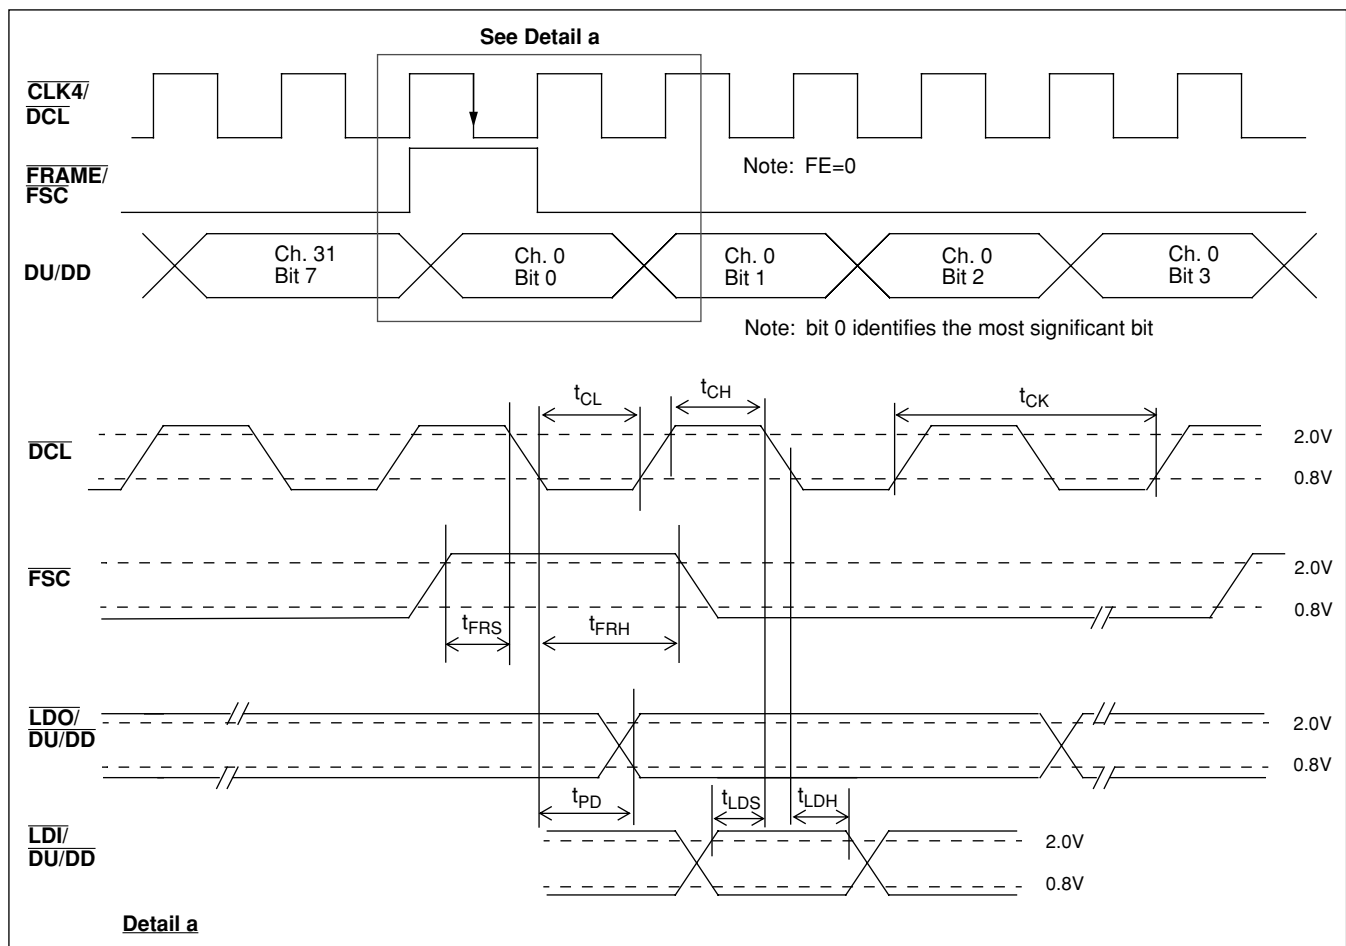 See Detail a
CLK4/
DCL
Note: FE=0
FRAME/
FSC
DU/DD
Ch. 31
Bit 7
Ch. 0
Bit 0
Ch. 0
Bit 1
Ch. 0
Bit 2
Ch. 0
Bit 3
Note: bit 0 identifies the most significant bit
tCL
tCH
tCK
DCL
2.0V
0.8V
FSC
2.0V
0.8V
tFRS
tFRH
LDO/
DU/DD
2.0V
0.8V
tPD
tLDS
tLDH
LDI/
DU/DD
2.0V
0.8V
Detail a